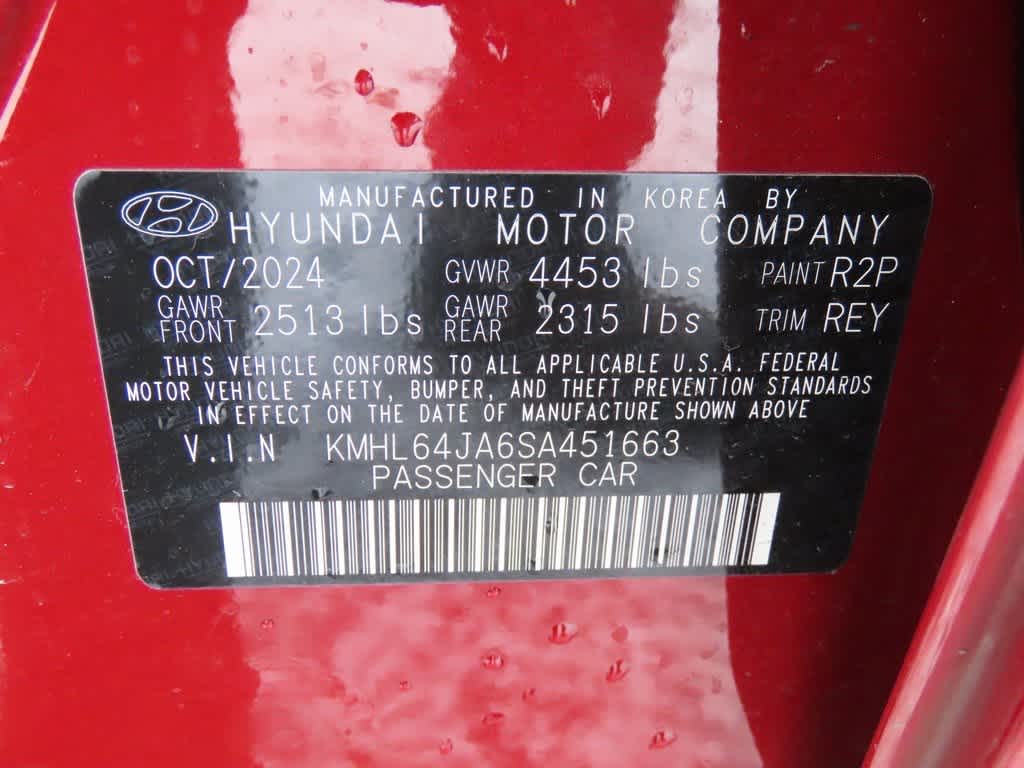 MANUFACTURED IN KOREA BY
HYUNDAI MOTOR COMPANY
OCT/2024 GVWR 4453 lbs PAINT R2P
GAWR FRONT 2513 lbs GAWR REAR 2315 lbs TRIM REY
THIS VEHICLE CONFORMS TO ALL APPLICABLE U.S.A. FEDERAL
MOTOR VEHICLE SAFETY, BUMPER, AND THEFT PREVENTION STANDARDS
IN EFFECT ON THE DATE OF MANUFACTURE SHOWN ABOVE
V.I.N KMHL64JA6SA451663
PASSENGER CAR